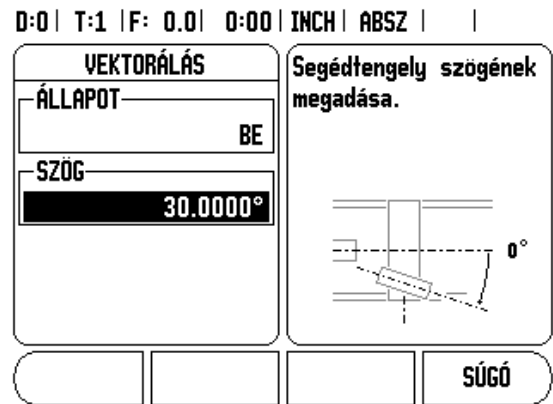 D:0| T:1 |F: 0.0| 0:00| INCH| ABSZ | |
VEKTORÁLÁS
ÁLLAPOT
BE
SZÖG
30.0000°
Segédtengely szögének
megadása.
0°
SÚGÓ